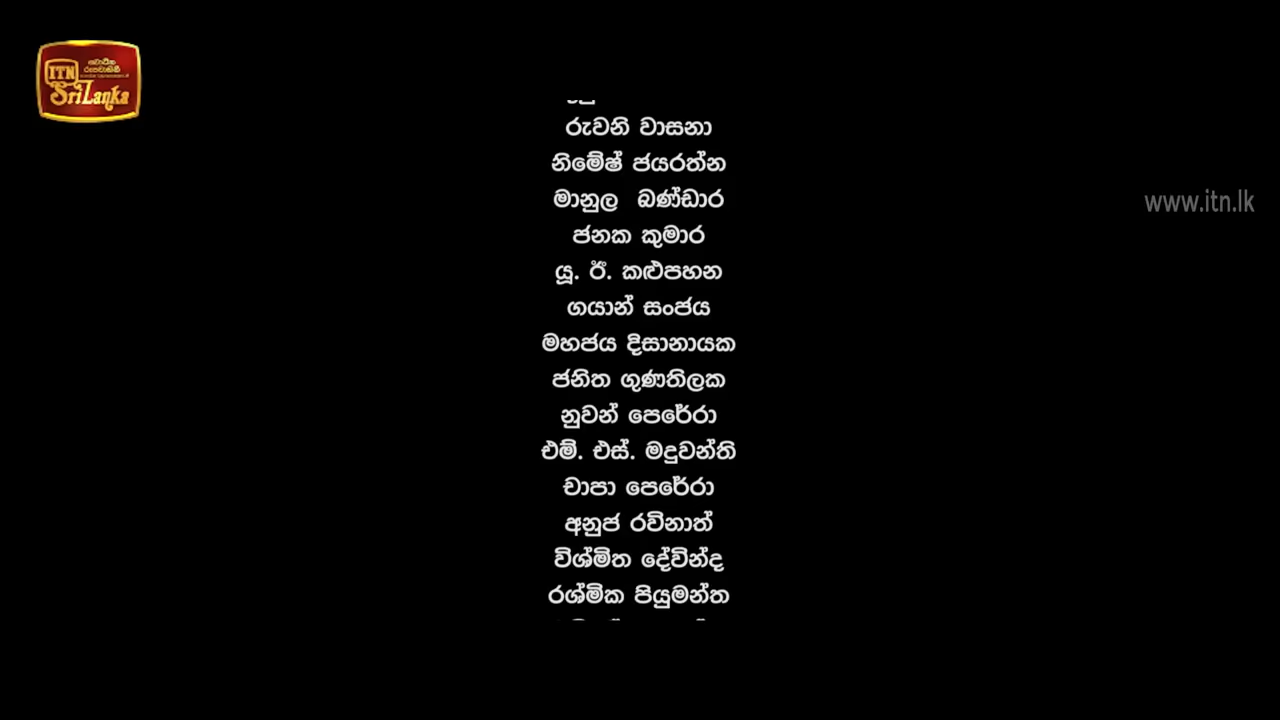 ITN
ස්වාධීන
රූපවාහිනී
SriLanka
රුවනි වාසනා
නිමේෂ් ජයරත්න
මානුල බණ්ඩාර
ජනක කුමාර
යූ. ඊ. කළුපහන
ගයාන් සංජය
මහජය දිසානායක
ජනිත ගුණතිලක
නුවන් පෙරේරා
එම්. එස්. මදුවන්ති
චාපා පෙරේරා
අනුජ රවිනාත්
විශ්මිත දේවින්ද
රශ්මික පියුමන්ත
www.itn.lk